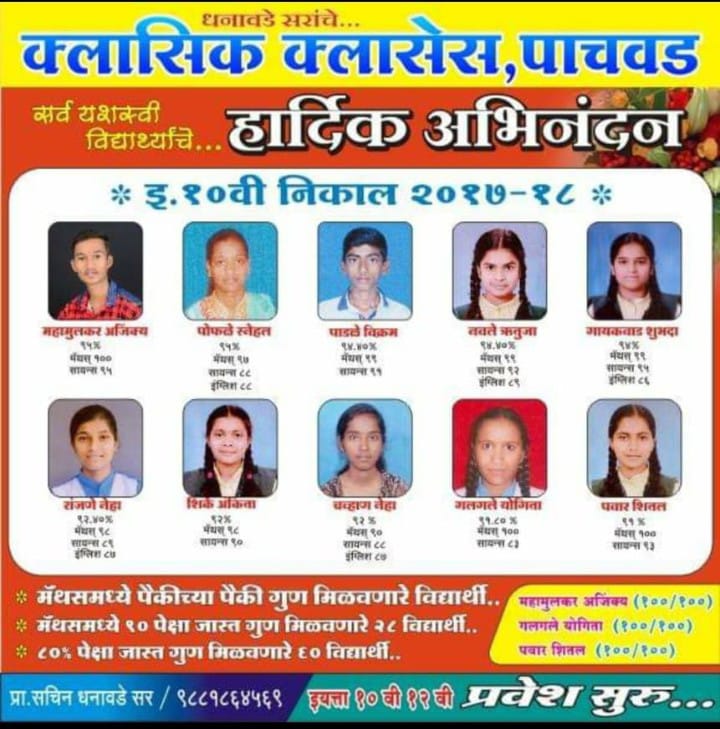 धनावडे सरांचे...
क्लासिक क्लासेस,पाचवड
सर्व यशस्वी
विद्यार्थ्यांचे...
हार्दिक अभिनंदन
* इ.१०वी निकाल २०१७-१८ *
महामुलकर अजिंक्य
९५%
मॅथस् १००
सायन्स ९५
पोफळे स्नेहल
९५%
मॅथस् ९७
सायन्स ८८
इंग्लिश ८८
पाडळे विक्रम
९४.४०%
मॅथस् ९९
सायन्स ९१
नवले ऋतुजा
९४.४०%
मॅथस् ९९
सायन्स ९२
इंग्लिश ८९
गायकवाड शुभदा
९४%
मॅथस् ९९
सायन्स ९५
इंग्लिश ८६
रांजणे नेहा
९२.४०%
मॅथस् ९८
सायन्स ८९
इंग्लिश ८७
शिर्के अंकिता
९२%
मॅथस् ९८
सायन्स ९०
चव्हाण नेहा
९२%
मॅथस् ९०
सायन्स ८८
इंग्लिश ८७
गलगले योगिता
९१.८०%
मॅथस् १००
सायन्स ८३
पवार शितल
९१%
मॅथस् १००
सायन्स ९३
* मॅथसमध्ये पैकीच्या पैकी गुण मिळवणारे विद्यार्थी..
* मॅथसमध्ये ९० पेक्षा जास्त गुण मिळवणारे २८ विद्यार्थी..
* ८०% पेक्षा जास्त गुण मिळवणारे ६० विद्यार्थी..
महामुलकर अजिंक्य (१००/१००)
गलगले योगिता (१००/१००)
पवार शितल (१००/१००)
प्रा.सचिन धनावडे सर / ९८८१८६४५६९
इयत्ता १० वी १२ वी प्रवेश सुरु...